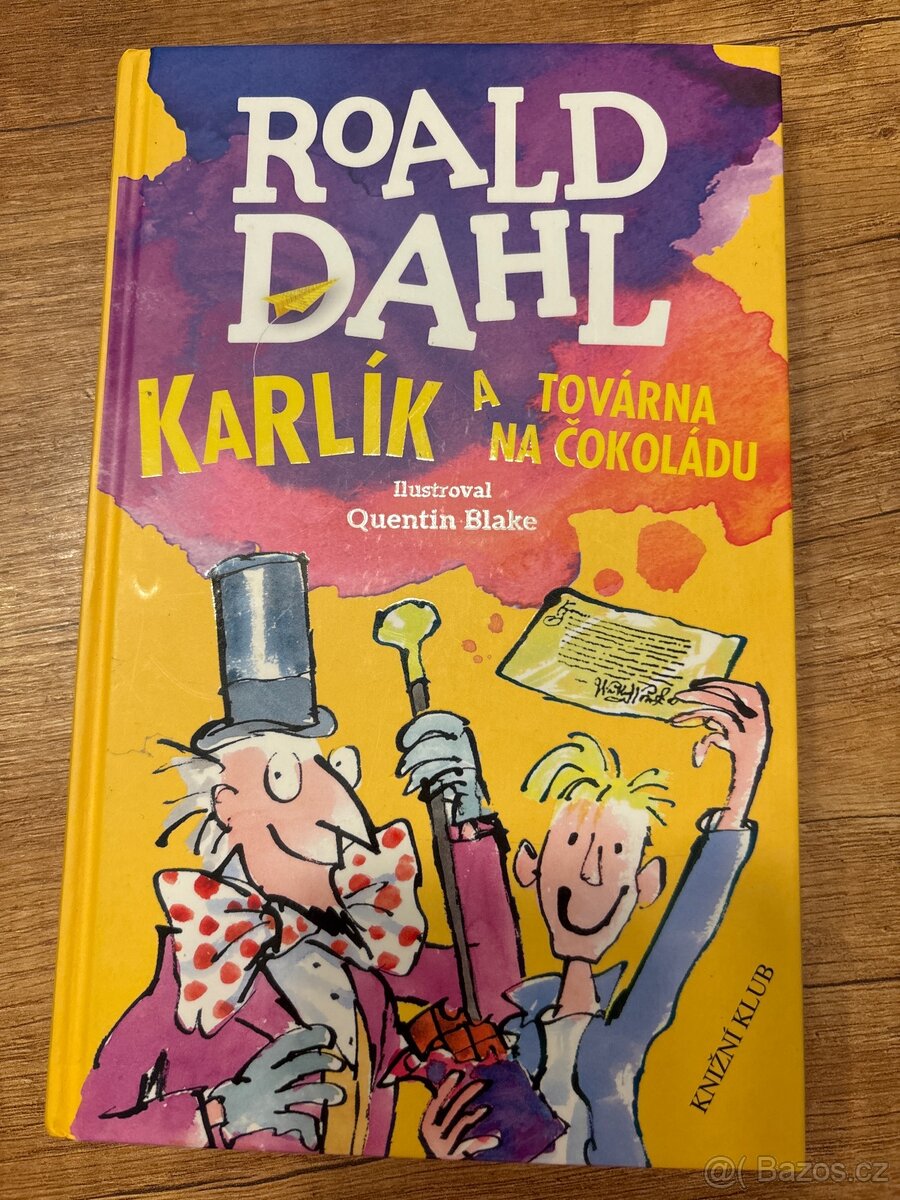 ROALD
DAHL
KARLÍK A TOVÁRNA
NA ČOKOLÁDU
Ilustroval
Quentin Blake
KNIŽNÍ KLUB
@( Bazos.cz